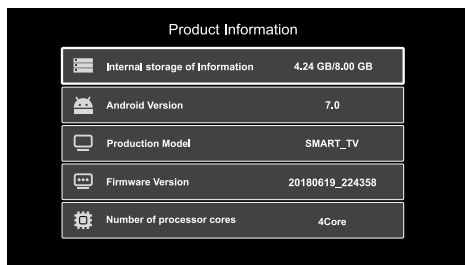 Product Information
Internal storage of Information 4.24 GB/8.00 GB
Android Version 7.0
Production Model SMART_TV
Firmware Version 20180619_224358
Number of processor cores 4Core